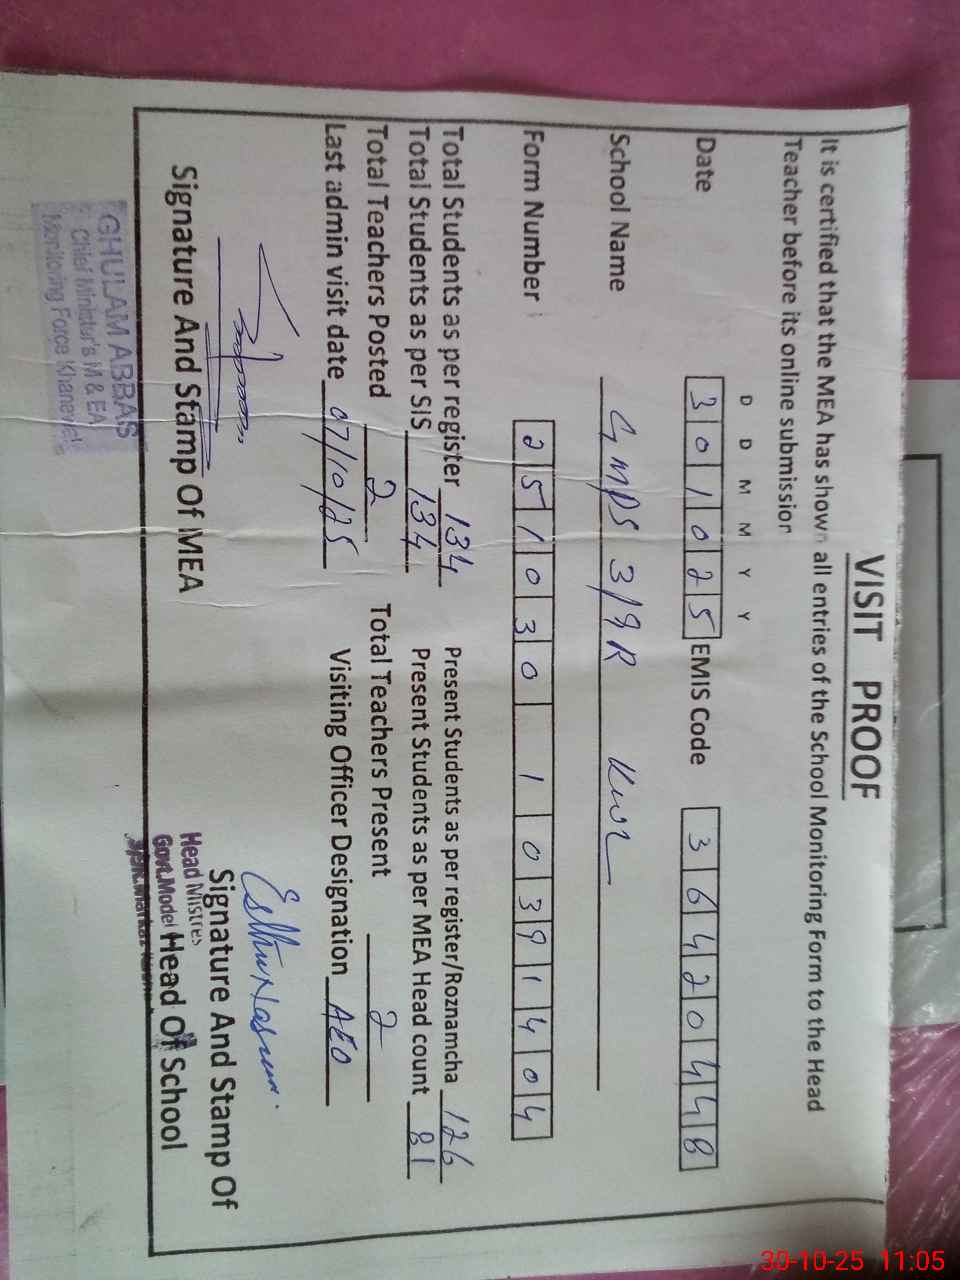 VISIT PROOF
It is certified that the MEA has shown all entries of the School Monitoring Form to the Head
Teacher before its online submission
D D M M Y Y
Date 3 0 1 0 2 5 EMIS Code 3 6 4 2 0 4 4 8
School Name GMPS 3/9R KWL
Form Number 2 5 1 0 3 0 1 0 3 9 1 4 0 4
Total Students as per register 134 Present Students as per register/Roznamcha 126
Total Students as per SIS 134 Present Students as per MEA Head count 81
Total Teachers Posted 2 Total Teachers Present 2
Last admin visit date 07/10/25 Visiting Officer Designation AEO
Signature And Stamp Of MEA
GHULAM ABBAS
Chief Minister's M & EA
Monitoring Force Khanewal
Signature And Stamp Of
Head Of School
Head Mistres
Govt.Model
30-10-25 11:05